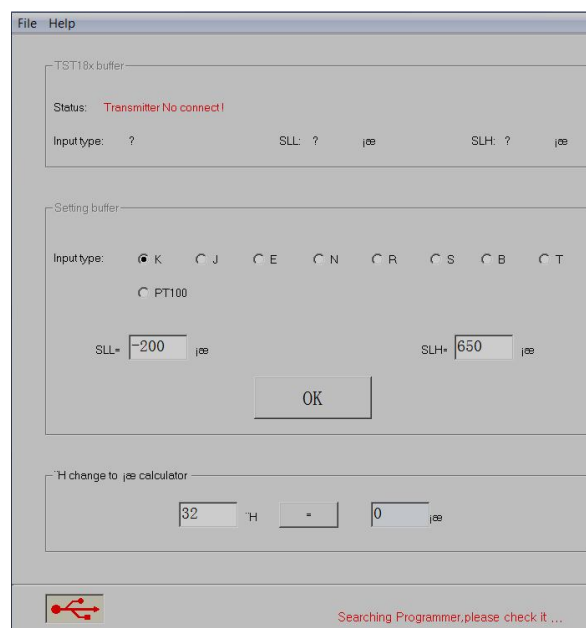 File Help
TST18x buffer
Status: Transmitter No connect!
Input type: ? SLL: ? ¡æ SLH: ? ¡æ
Setting buffer
Input type: K J E N R S B T
PT100
SLL= -200 ¡æ SLH= 650 ¡æ
OK
¨H change to ¡æ calculator
32 ¨H = 0 ¡æ
Searching Programmer,please check it ...